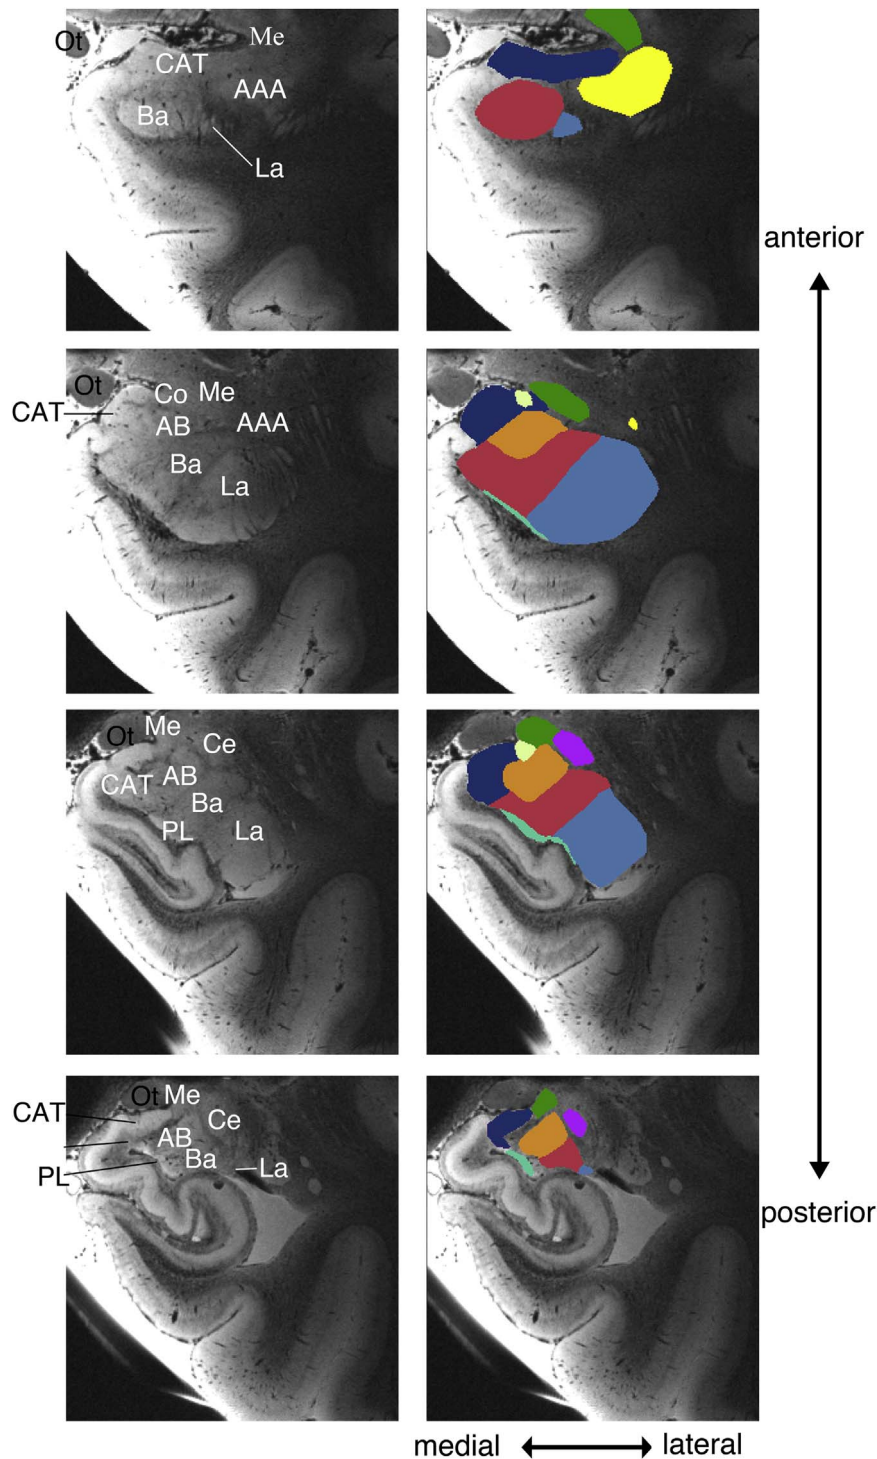 Ot
Me
CAT
AAA
Ba
La
anterior
Ot
Co Me
CAT
AB
AAA
Ba
La
Me
Ot
Ce
CAT
AB
Ba
PL
La
Ot Me
CAT
Ce
AB
Ba
La
PL
posterior
medial
lateral